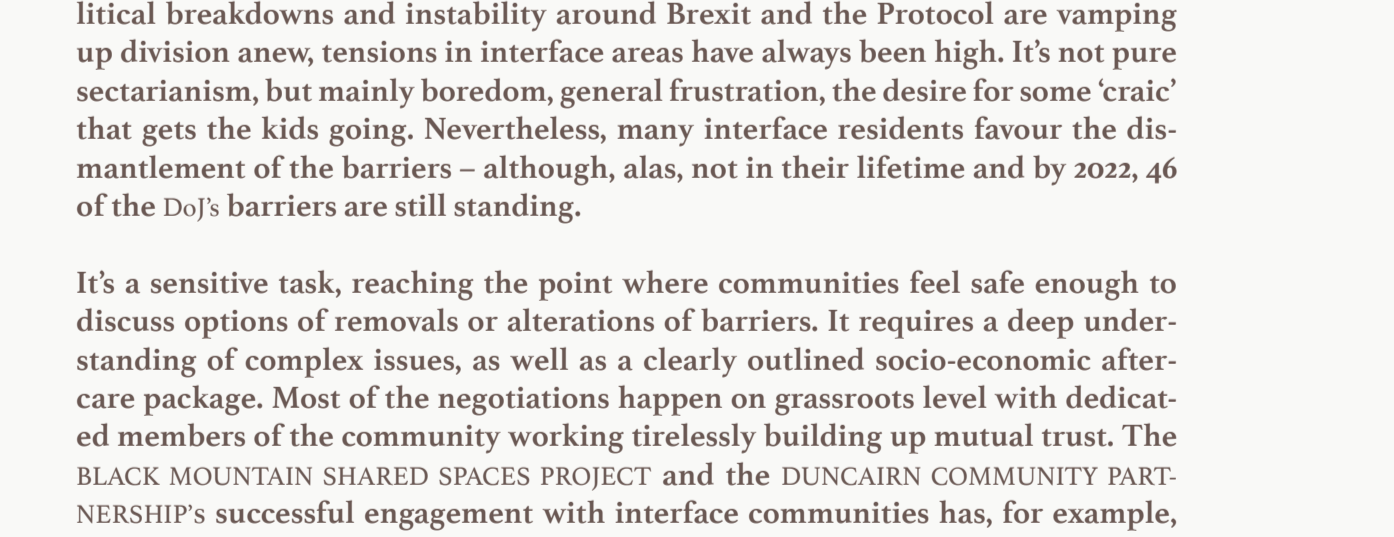 litical breakdowns and instability around Brexit and the Protocol are vamping
up division anew, tensions in interface areas have always been high. It’s not pure
sectarianism, but mainly boredom, general frustration, the desire for some ‘craic’
that gets the kids going. Nevertheless, many interface residents favour the dis-
mantlement of the barriers – although, alas, not in their lifetime and by 2022, 46
of the DoJ’s barriers are still standing.
It’s a sensitive task, reaching the point where communities feel safe enough to
discuss options of removals or alterations of barriers. It requires a deep under-
standing of complex issues, as well as a clearly outlined socio-economic after-
care package. Most of the negotiations happen on grassroots level with dedicat-
ed members of the community working tirelessly building up mutual trust. The
BLACK MOUNTAIN SHARED SPACES PROJECT and the DUNCAIRN COMMUNITY PART-
NERSHIP’s successful engagement with interface communities has, for example,